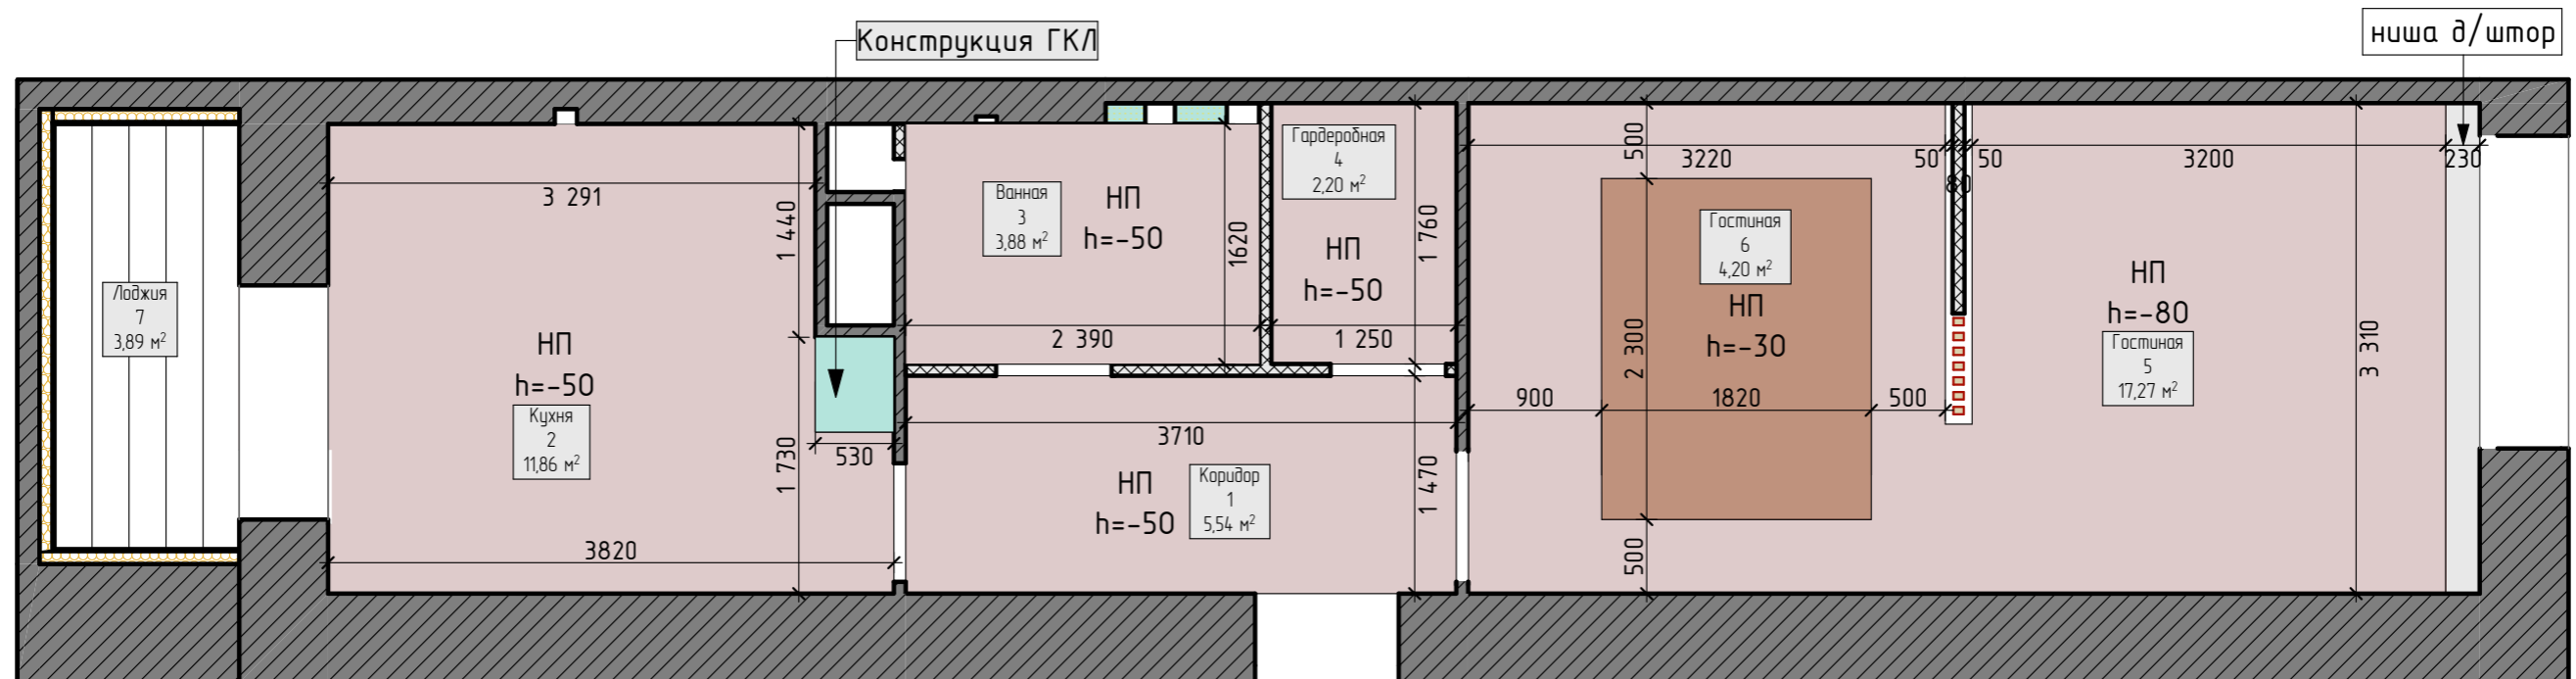 Конструкция ГКЛ
ниша д/штор
Лоджия
7
3,89 м²
3 291
НП
h=-50
Кухня
2
11,86 м²
3820
1 440
1 730
530
Ванная
3
3,88 м²
НП
h=-50
1620
2 390
Гардеробная
4
2,20 м²
НП
h=-50
1 760
1 250
3710
НП
h=-50
Коридор
1
5,54 м²
1 470
500
3220
50
80
50
3200
230
Гостиная
6
4,20 м²
НП
h=-30
2 300
900
1820
500
500
НП
h=-80
Гостиная
5
17,27 м²
3 310